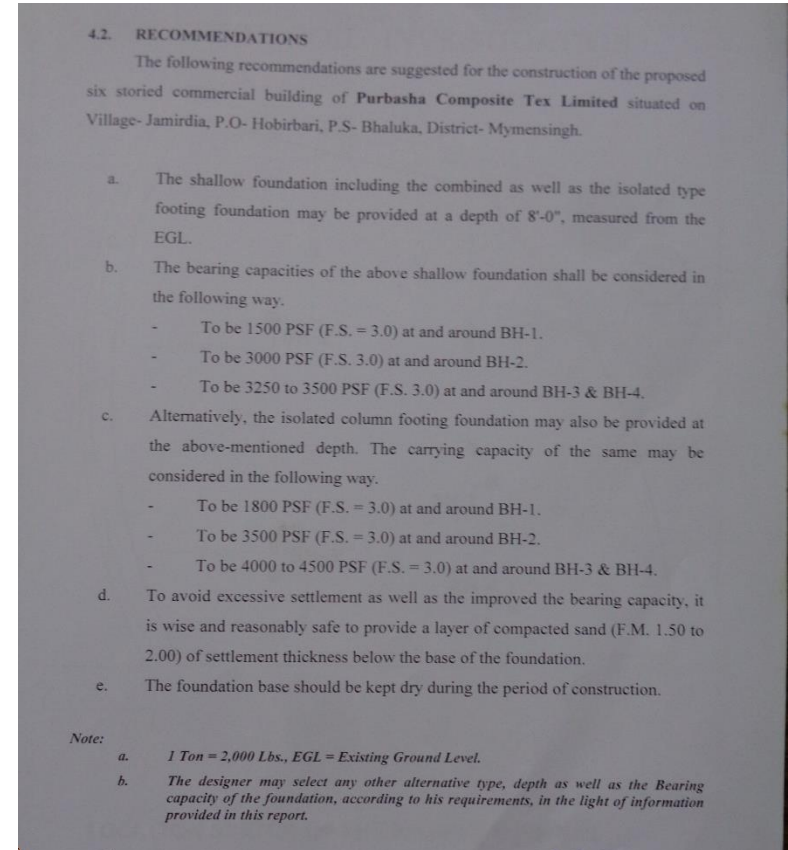 4.2. RECOMMENDATIONS
The following recommendations are suggested for the construction of the proposed
six storied commercial building of Purbasha Composite Tex Limited situated on
Village- Jamirdia, P.O- Hobirbari, P.S- Bhaluka, District- Mymensingh.
a. The shallow foundation including the combined as well as the isolated type
footing foundation may be provided at a depth of 8'-0", measured from the
EGL.
b. The bearing capacities of the above shallow foundation shall be considered in
the following way.
- To be 1500 PSF (F.S. = 3.0) at and around BH-1.
- To be 3000 PSF (F.S. 3.0) at and around BH-2.
- To be 3250 to 3500 PSF (F.S. 3.0) at and around BH-3 & BH-4.
c. Alternatively, the isolated column footing foundation may also be provided at
the above-mentioned depth. The carrying capacity of the same may be
considered in the following way.
- To be 1800 PSF (F.S. = 3.0) at and around BH-1.
- To be 3500 PSF (F.S. = 3.0) at and around BH-2.
- To be 4000 to 4500 PSF (F.S. = 3.0) at and around BH-3 & BH-4.
d. To avoid excessive settlement as well as the improved the bearing capacity, it
is wise and reasonably safe to provide a layer of compacted sand (F.M. 1.50 to
2.00) of settlement thickness below the base of the foundation.
e. The foundation base should be kept dry during the period of construction.
Note:
a. 1 Ton = 2,000 Lbs., EGL = Existing Ground Level.
b. The designer may select any other alternative type, depth as well as the Bearing
capacity of the foundation, according to his requirements, in the light of information
provided in this report.